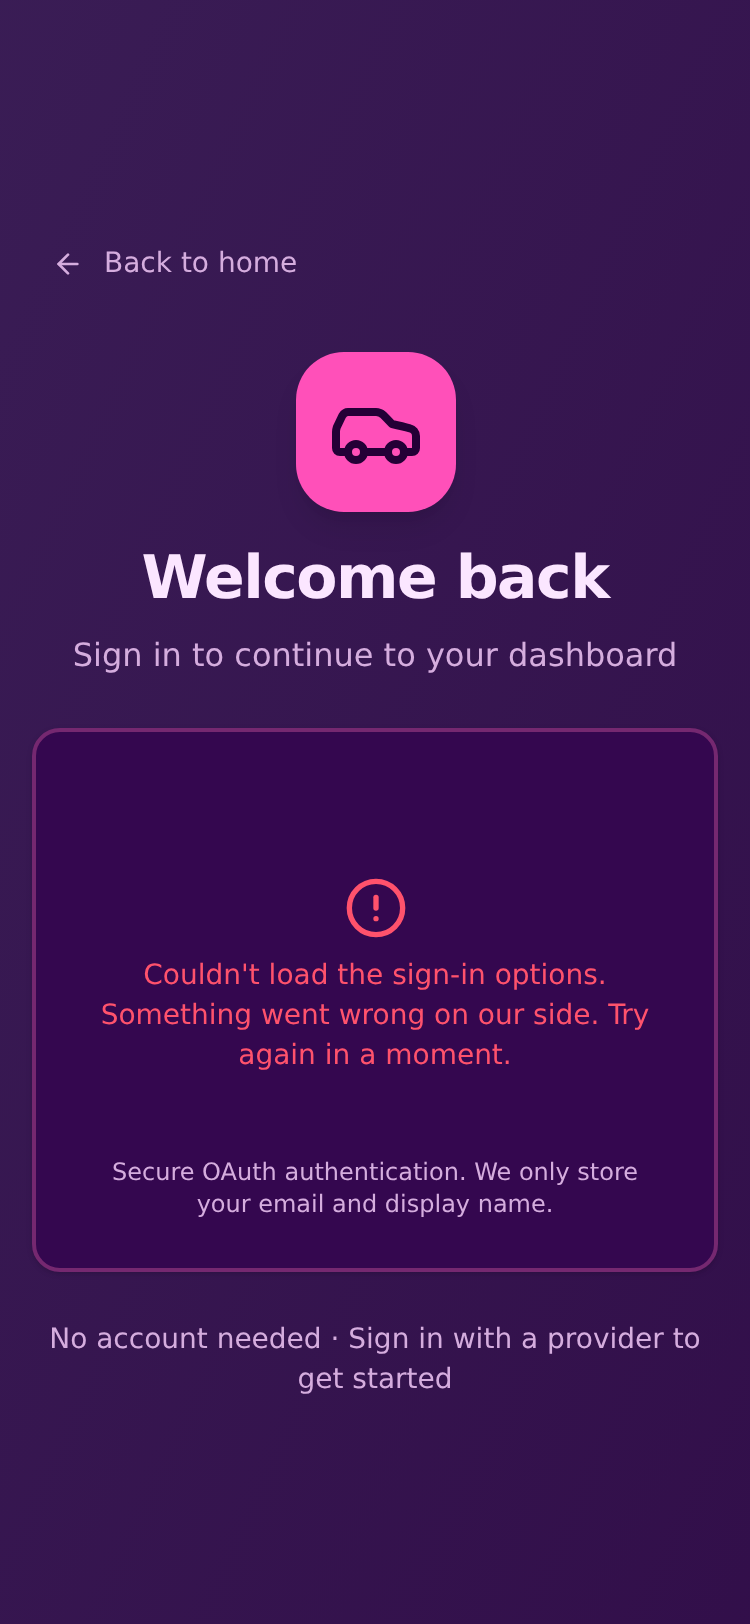 Back to home
Welcome back
Sign in to continue to your dashboard
Couldn't load the sign-in options.
Something went wrong on our side. Try
again in a moment.
Secure OAuth authentication. We only store
your email and display name.
No account needed · Sign in with a provider to
get started